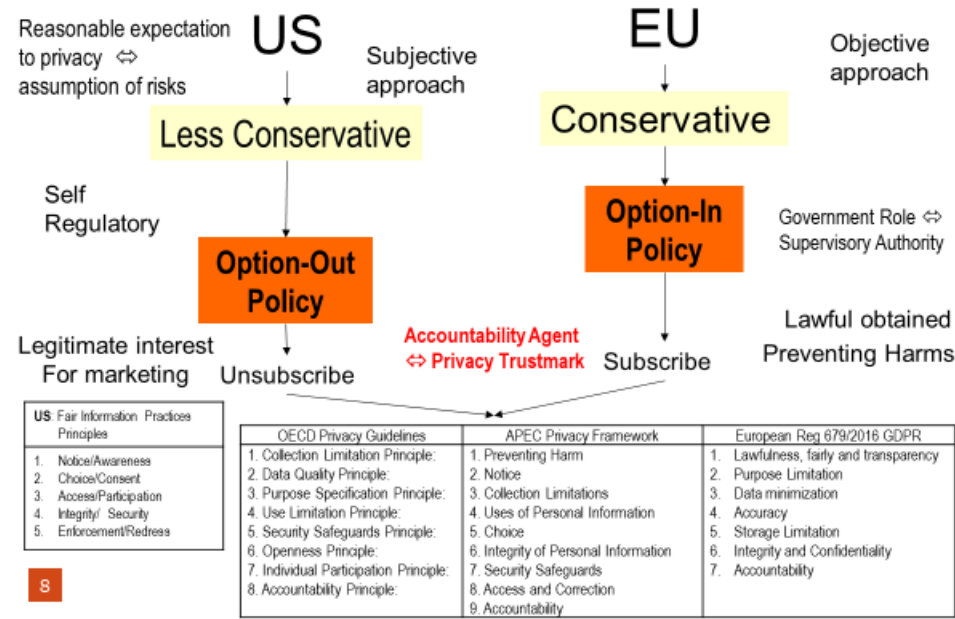 Reasonable expectation
to privacy ⇔
assumption of risks
US
Subjective
approach
EU
Objective
approach
Less Conservative
Conservative
Self
Regulatory
Option-Out
Policy
Option-In
Policy
Government Role ⇔
Supervisory Authority
Legitimate interest
For marketing
Unsubscribe
Accountability Agent
⇔ Privacy Trustmark
Subscribe
Lawful obtained
Preventing Harms
US: Fair Information Practices
Principles
1. Notice/Awareness
2. Choice/Consent
3. Access/Participation
4. Integrity/ Security
5. Enforcement/Redress
OECD Privacy Guidelines
1. Collection Limitation Principle:
2. Data Quality Principle:
3. Purpose Specification Principle:
4. Use Limitation Principle:
5. Security Safeguards Principle:
6. Openness Principle:
7. Individual Participation Principle:
8. Accountability Principle:
APEC Privacy Framework
1. Preventing Harm
2. Notice
3. Collection Limitations
4. Uses of Personal Information
5. Choice
6. Integrity of Personal Information
7. Security Safeguards
8. Access and Correction
9. Accountability
European Reg 679/2016 GDPR
1. Lawfulness, fairly and transparency
2. Purpose Limitation
3. Data minimization
4. Accuracy
5. Storage Limitation
6. Integrity and Confidentiality
7. Accountability
8